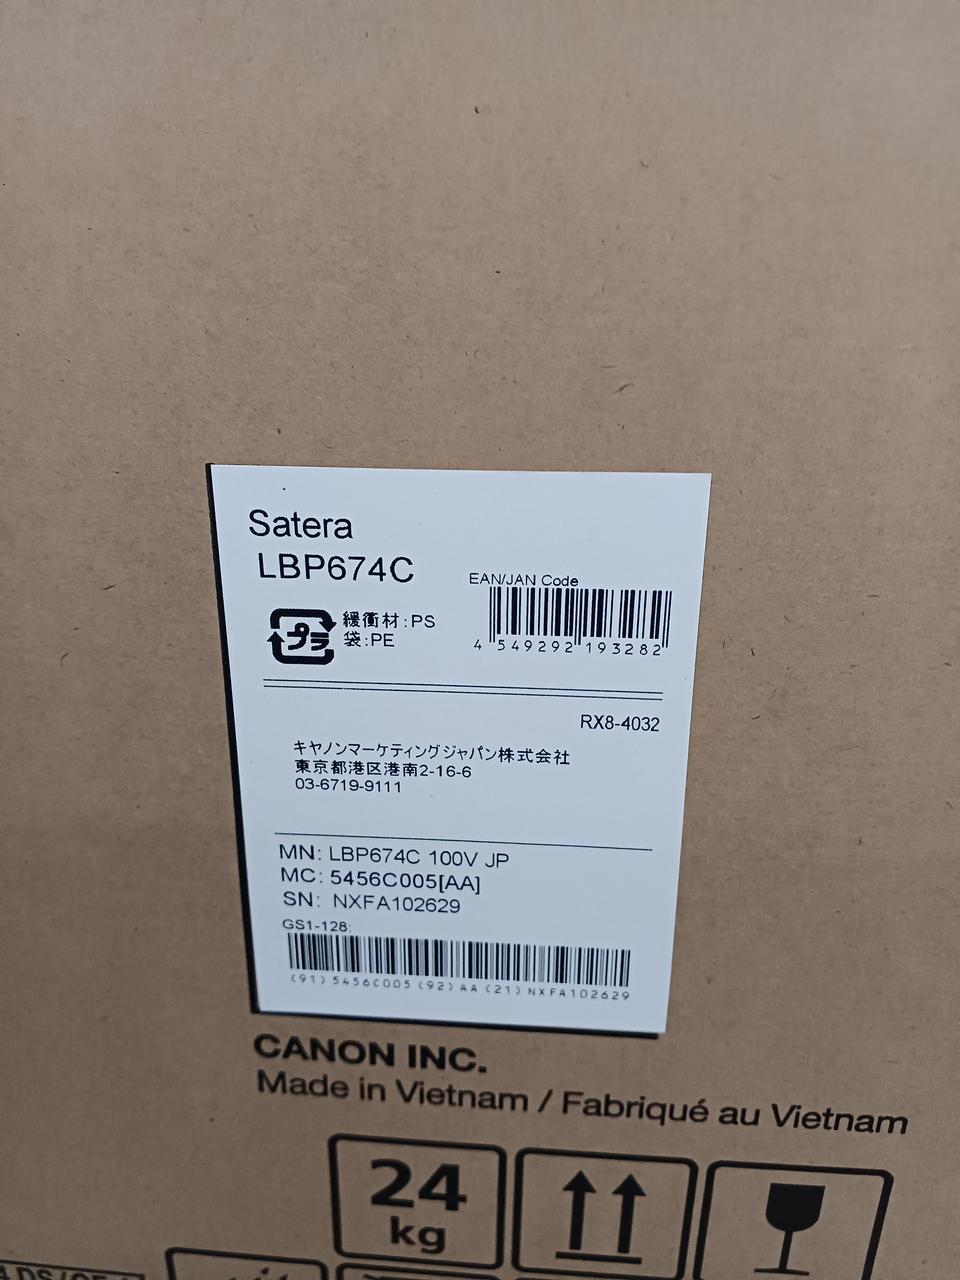 Satera
LBP674C
EAN/JAN Code
4 549292 193282
プラ
緩衝材:PS
袋:PE
RX8-4032
キヤノンマーケティングジャパン株式会社
東京都港区港南2-16-6
03-6719-9111
MN: LBP674C 100V JP
MC: 5456C005[AA]
SN: NXFA102629
GS1-128:
(91)5456C005(92)AA(21)NXFA102629
CANON INC.
Made in Vietnam / Fabriqué au Vietnam
24
kg